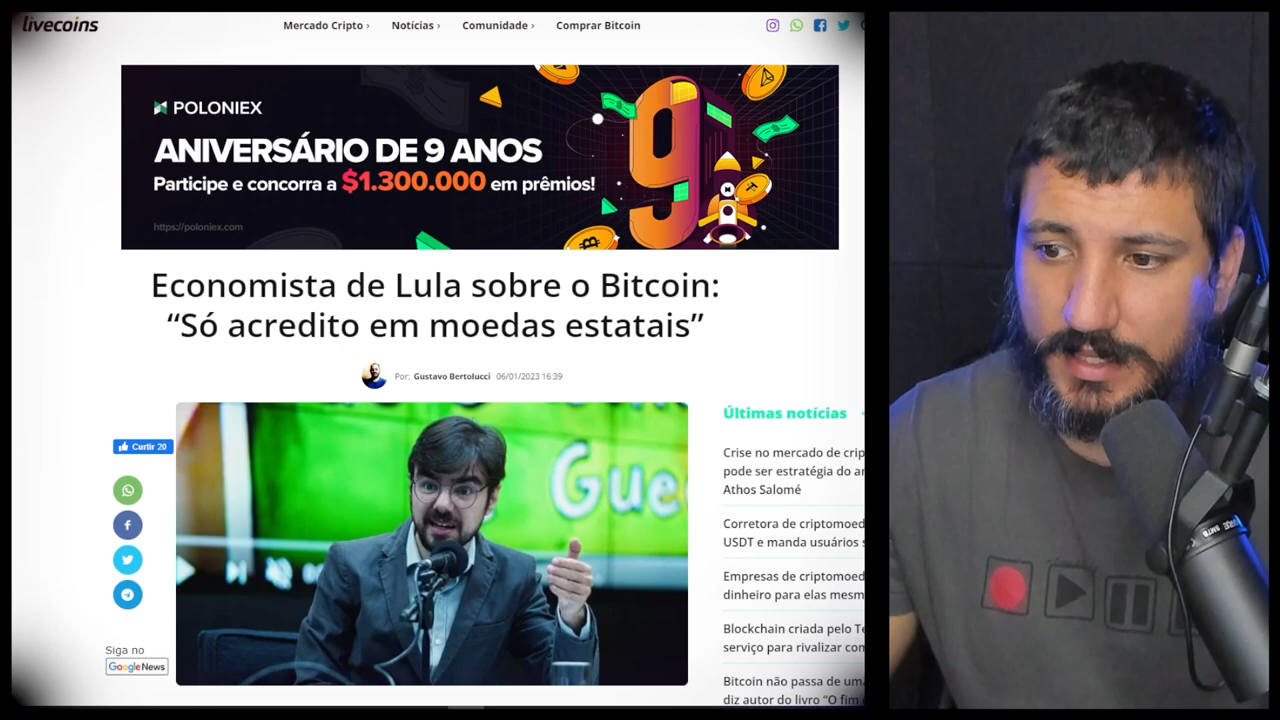 livecoins
Mercado Cripto ›
Notícias ›
Comunidade ›
Comprar Bitcoin
POLONIEX
ANIVERSÁRIO DE 9 ANOS
Participe e concorra a $1.300.000 em prêmios!
https://poloniex.com
9
Economista de Lula sobre o Bitcoin:
“Só acredito em moedas estatais”
Por: Gustavo Bertolucci 06/01/2023 16:39
Curtir 20
Gue
Siga no
Google News
Últimas notícias
Crise no mercado de crip
pode ser estratégia do a
Athos Salomé
Corretora de criptomoed
USDT e manda usuários
Empresas de criptomoed
dinheiro para elas mesm
Blockchain criada pelo Te
serviço para rivalizar con
Bitcoin não passa de uma
diz autor do livro “O fim